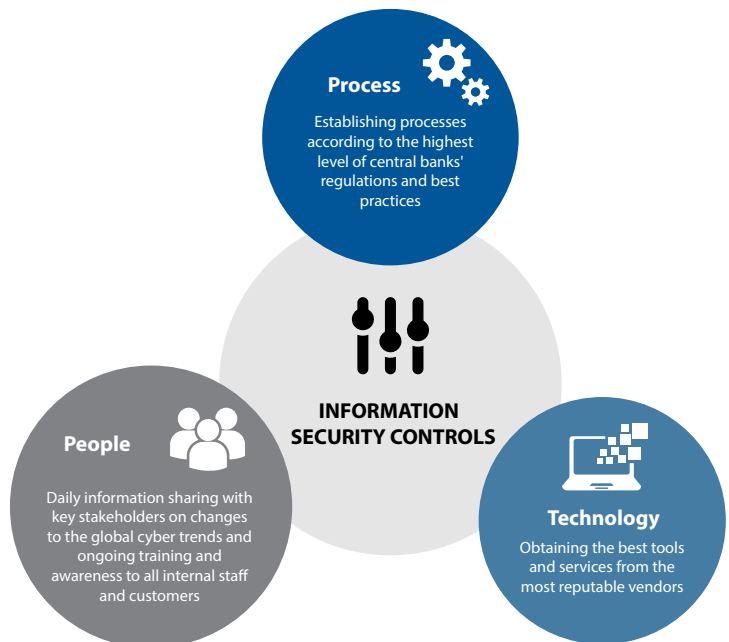 Process
Establishing processes
according to the highest
level of central banks'
regulations and best
practices
INFORMATION
SECURITY CONTROLS
People
Daily information sharing with
key stakeholders on changes
to the global cyber trends and
ongoing training and
awareness to all internal staff
and customers
Technology
Obtaining the best tools
and services from the
most reputable vendors